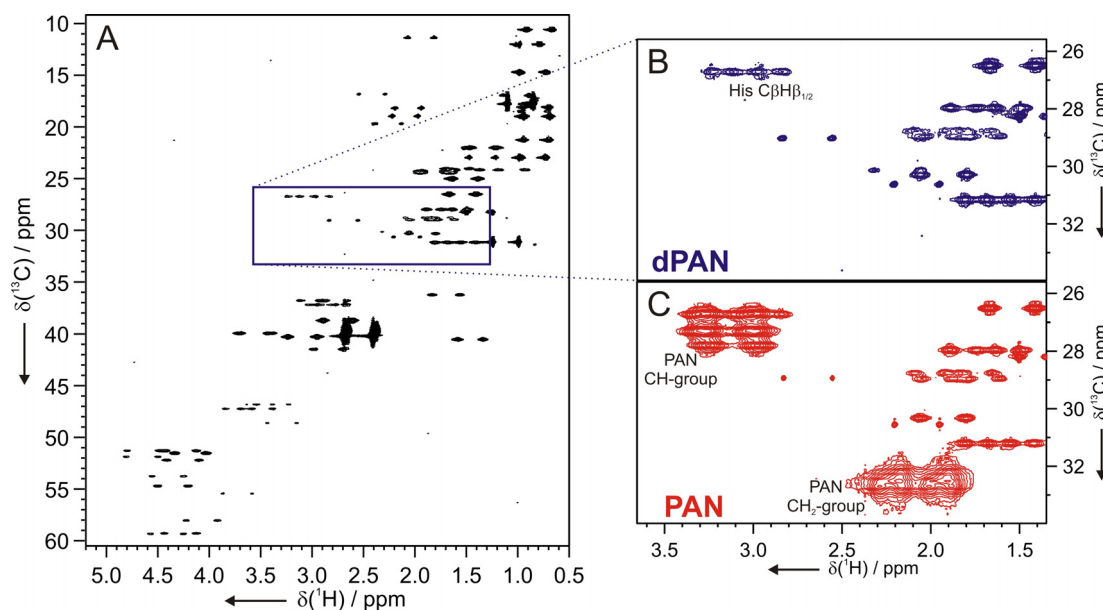 A
10
15
20
25
30
35
40
45
50
55
60
δ(¹³C) / ppm
5.0 4.5 4.0 3.5 3.0 2.5 2.0 1.5 1.0 0.5
δ(¹H) / ppm
B
His CβHβ₁/₂
dPAN
26
28
30
32
δ(¹³C) / ppm
C
PAN
CH-group
PAN
CH₂-group
PAN
26
28
30
32
δ(¹³C) / ppm
3.5 3.0 2.5 2.0 1.5
δ(¹H) / ppm